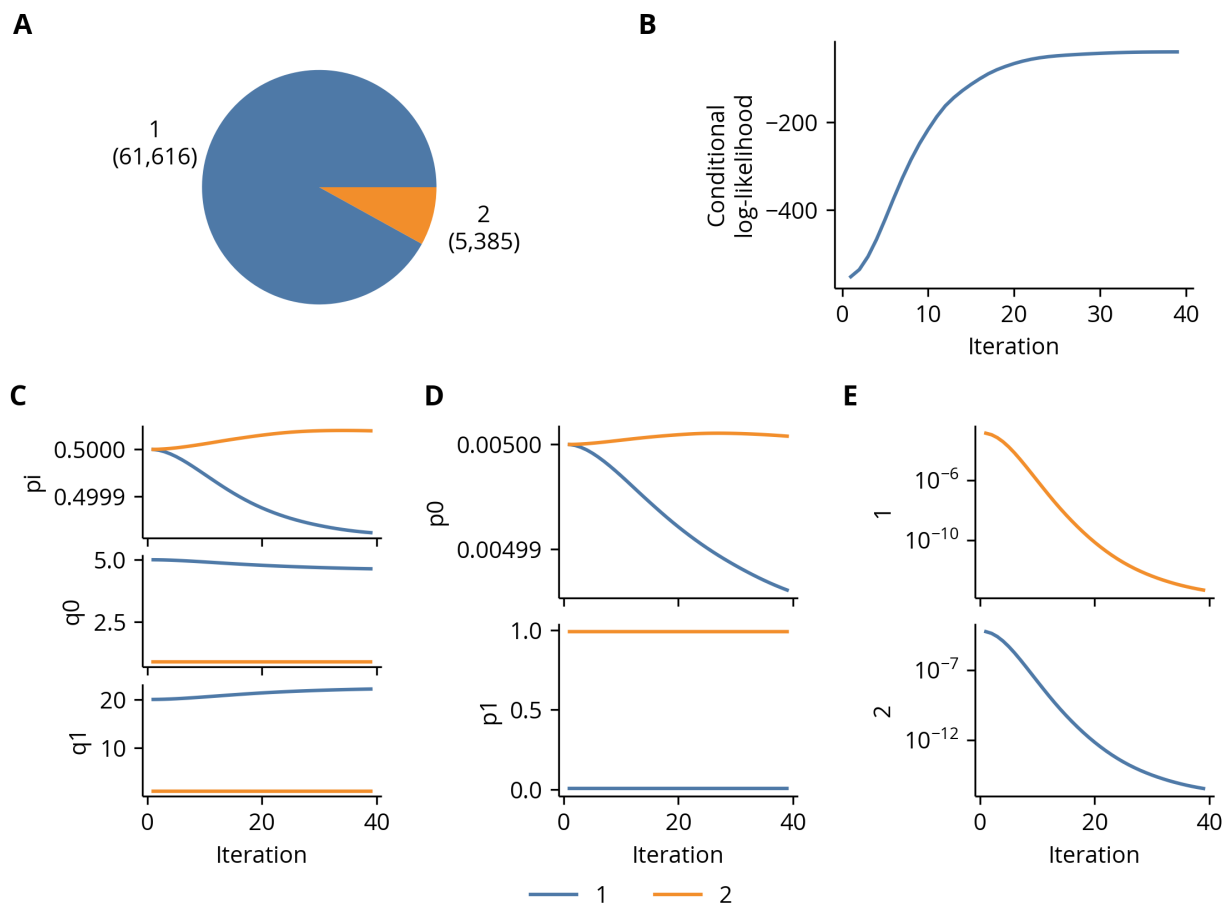 A
1
(61,616)
2
(5,385)
B
Conditional
log-likelihood
−200
−400
0 10 20 30 40
Iteration
C
pi
0.5000
0.4999
q0
5.0
2.5
q1
20
10
0 20 40
Iteration
D
p0
0.00500
0.00499
p1
1.0
0.5
0.0
0 20 40
Iteration
E
1
10⁻⁶
10⁻¹⁰
2
10⁻⁷
10⁻¹²
0 20 40
Iteration
1 2